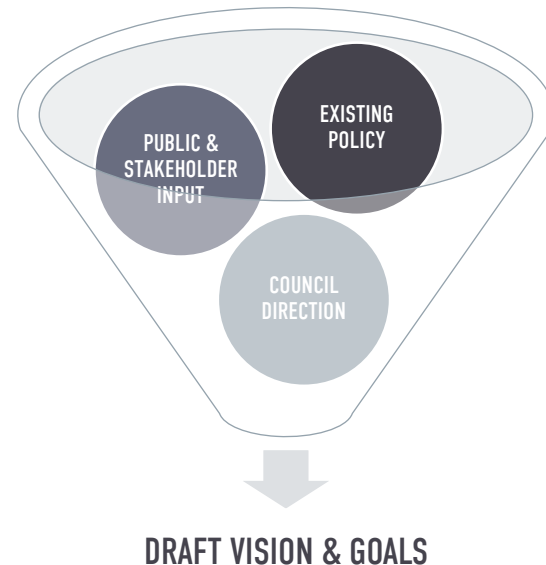 PUBLIC &
STAKEHOLDER
INPUT
EXISTING
POLICY
COUNCIL
DIRECTION
DRAFT VISION & GOALS